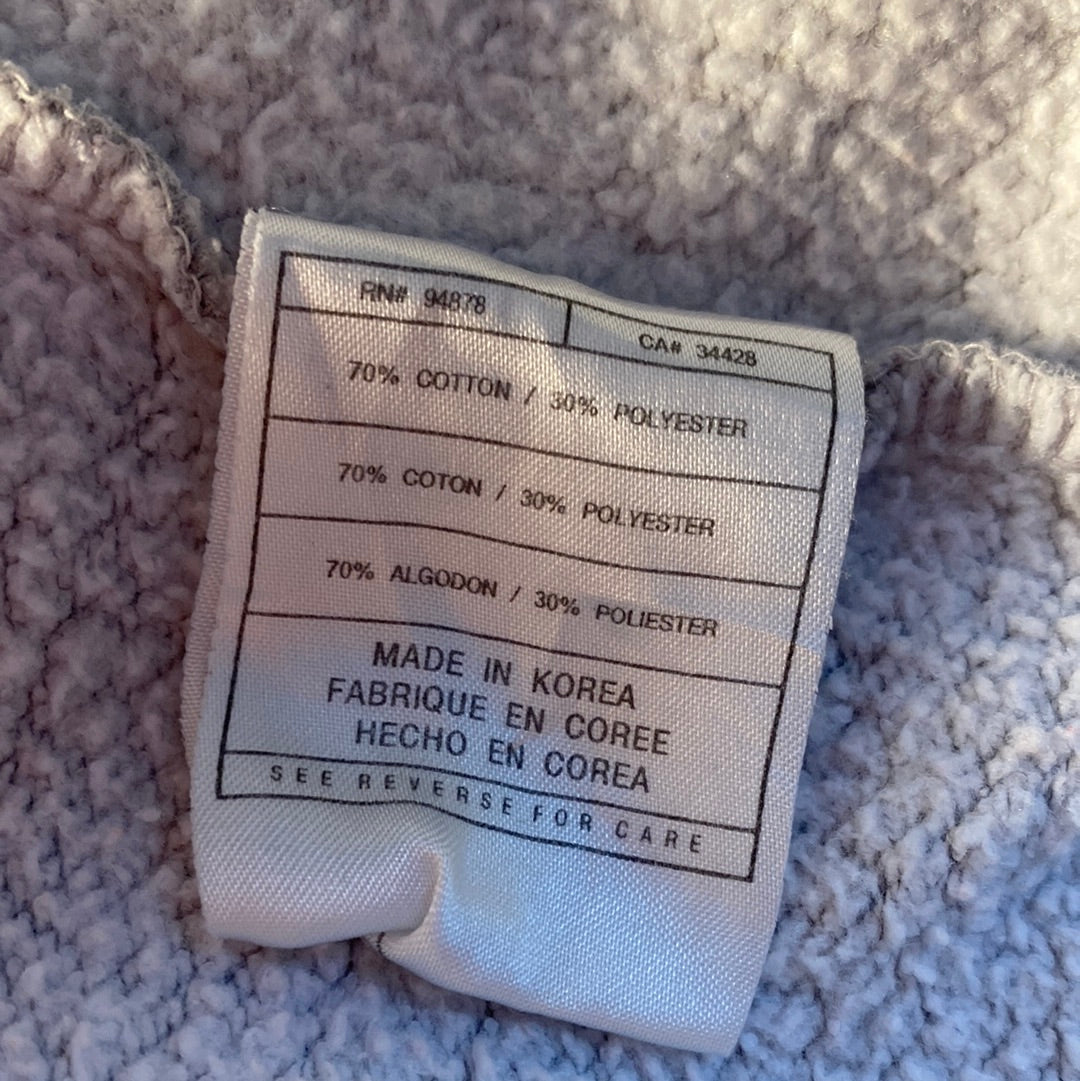 RN# 94878
CA# 34428
70% COTTON / 30% POLYESTER
70% COTON / 30% POLYESTER
70% ALGODON / 30% POLIESTER
MADE IN KOREA
FABRIQUE EN COREE
HECHO EN COREA
SEE REVERSE FOR CARE